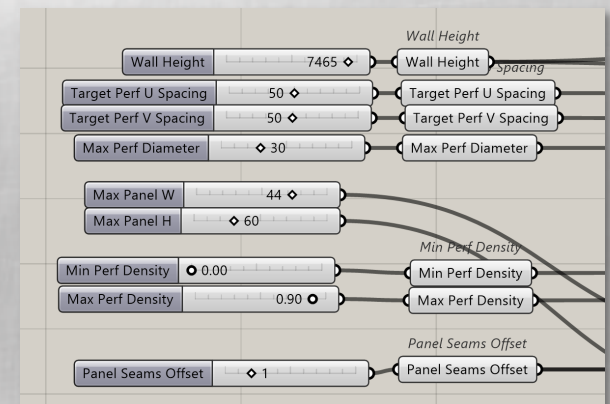 Wall Height
Wall Height 7465 Wall Height
Spacing
Target Perf U Spacing 50 Target Perf U Spacing
Target Perf V Spacing 50 Target Perf V Spacing
Max Perf Diameter 30 Max Perf Diameter
Max Panel W 44
Max Panel H 60
Min Perf Density
Min Perf Density 0.00 Min Perf Density
Max Perf Density 0.90 Max Perf Density
Panel Seams Offset
Panel Seams Offset 1 Panel Seams Offset